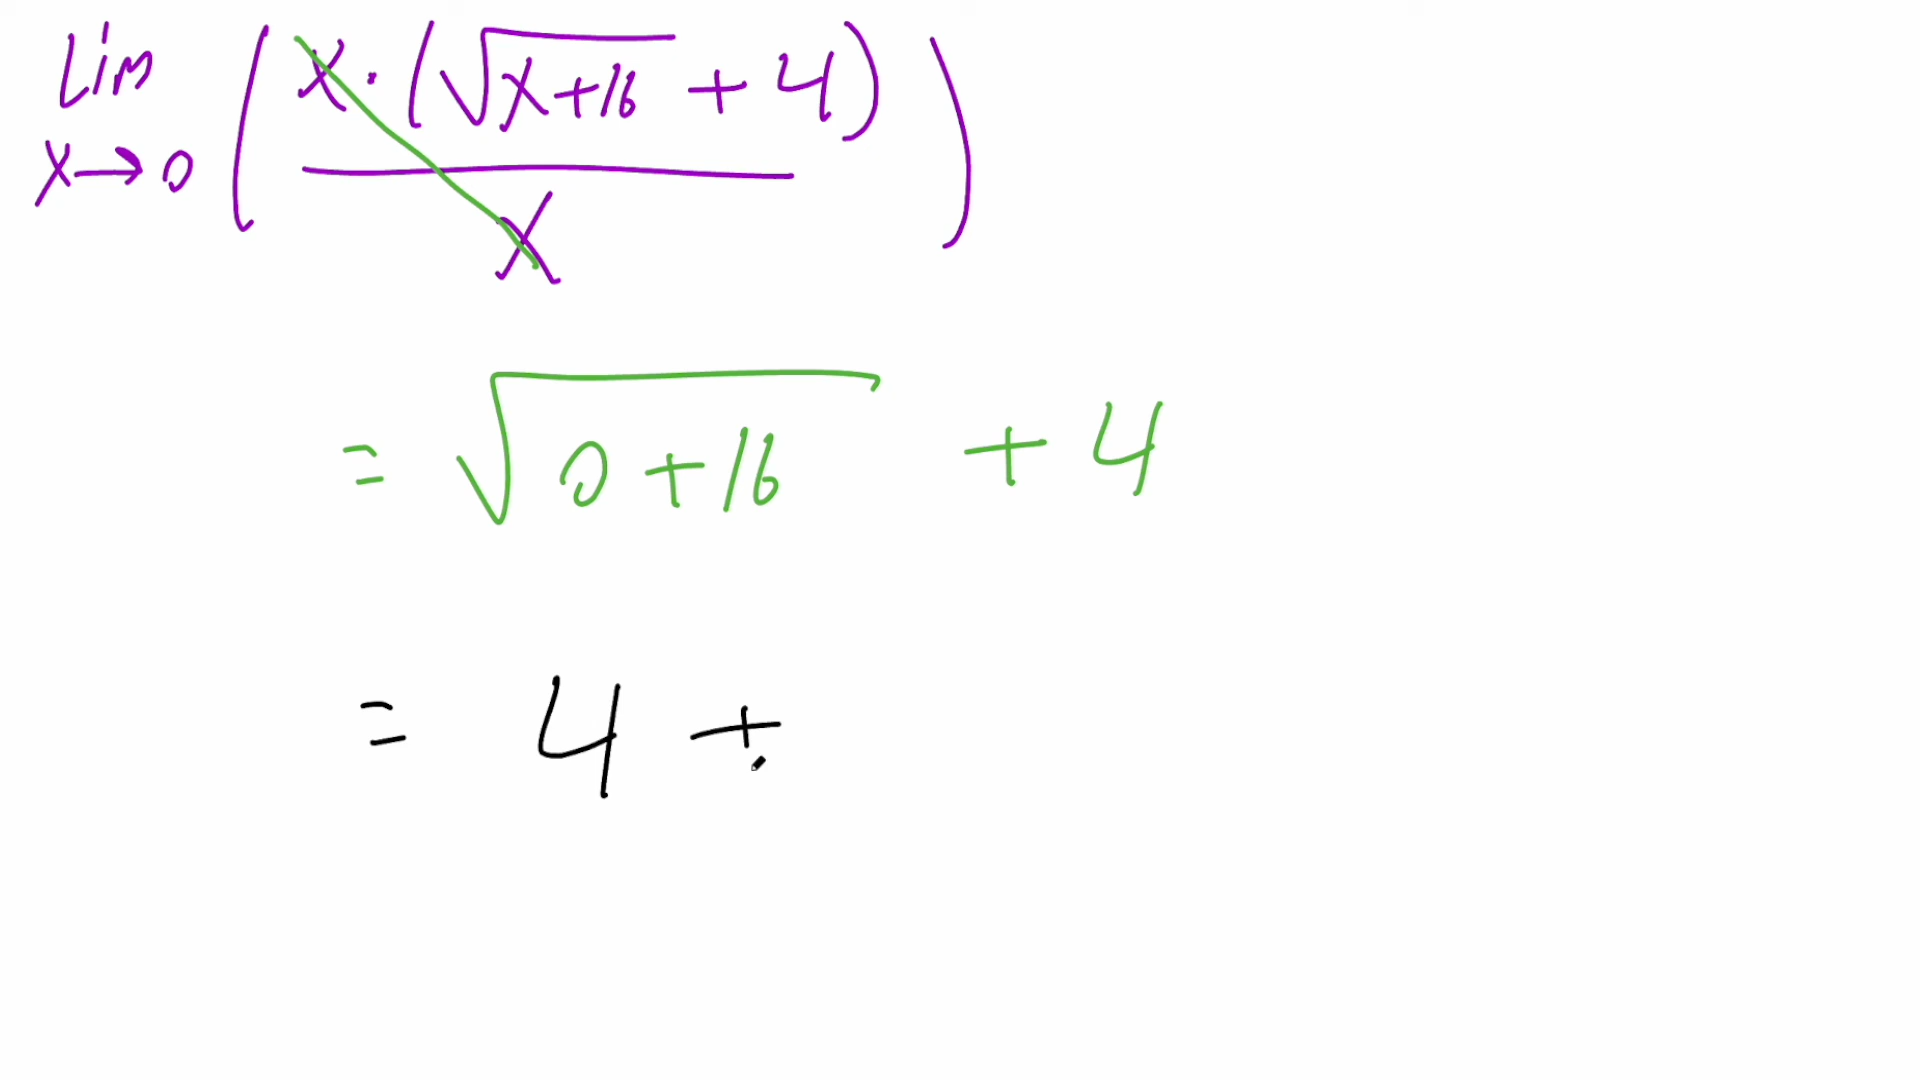 lim x→0 ( x · (√(x+16) + 4) / x )
= √(0+16) + 4
= 4 +